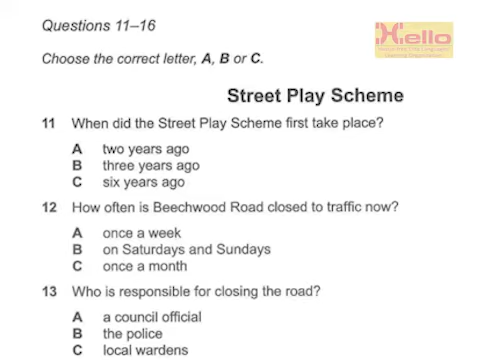 Questions 11–16
Hello
Choose the correct letter, A, B or C.
Street Play Scheme
11 When did the Street Play Scheme first take place?
A two years ago
B three years ago
C six years ago
12 How often is Beechwood Road closed to traffic now?
A once a week
B on Saturdays and Sundays
C once a month
13 Who is responsible for closing the road?
A a council official
B the police
C local wardens